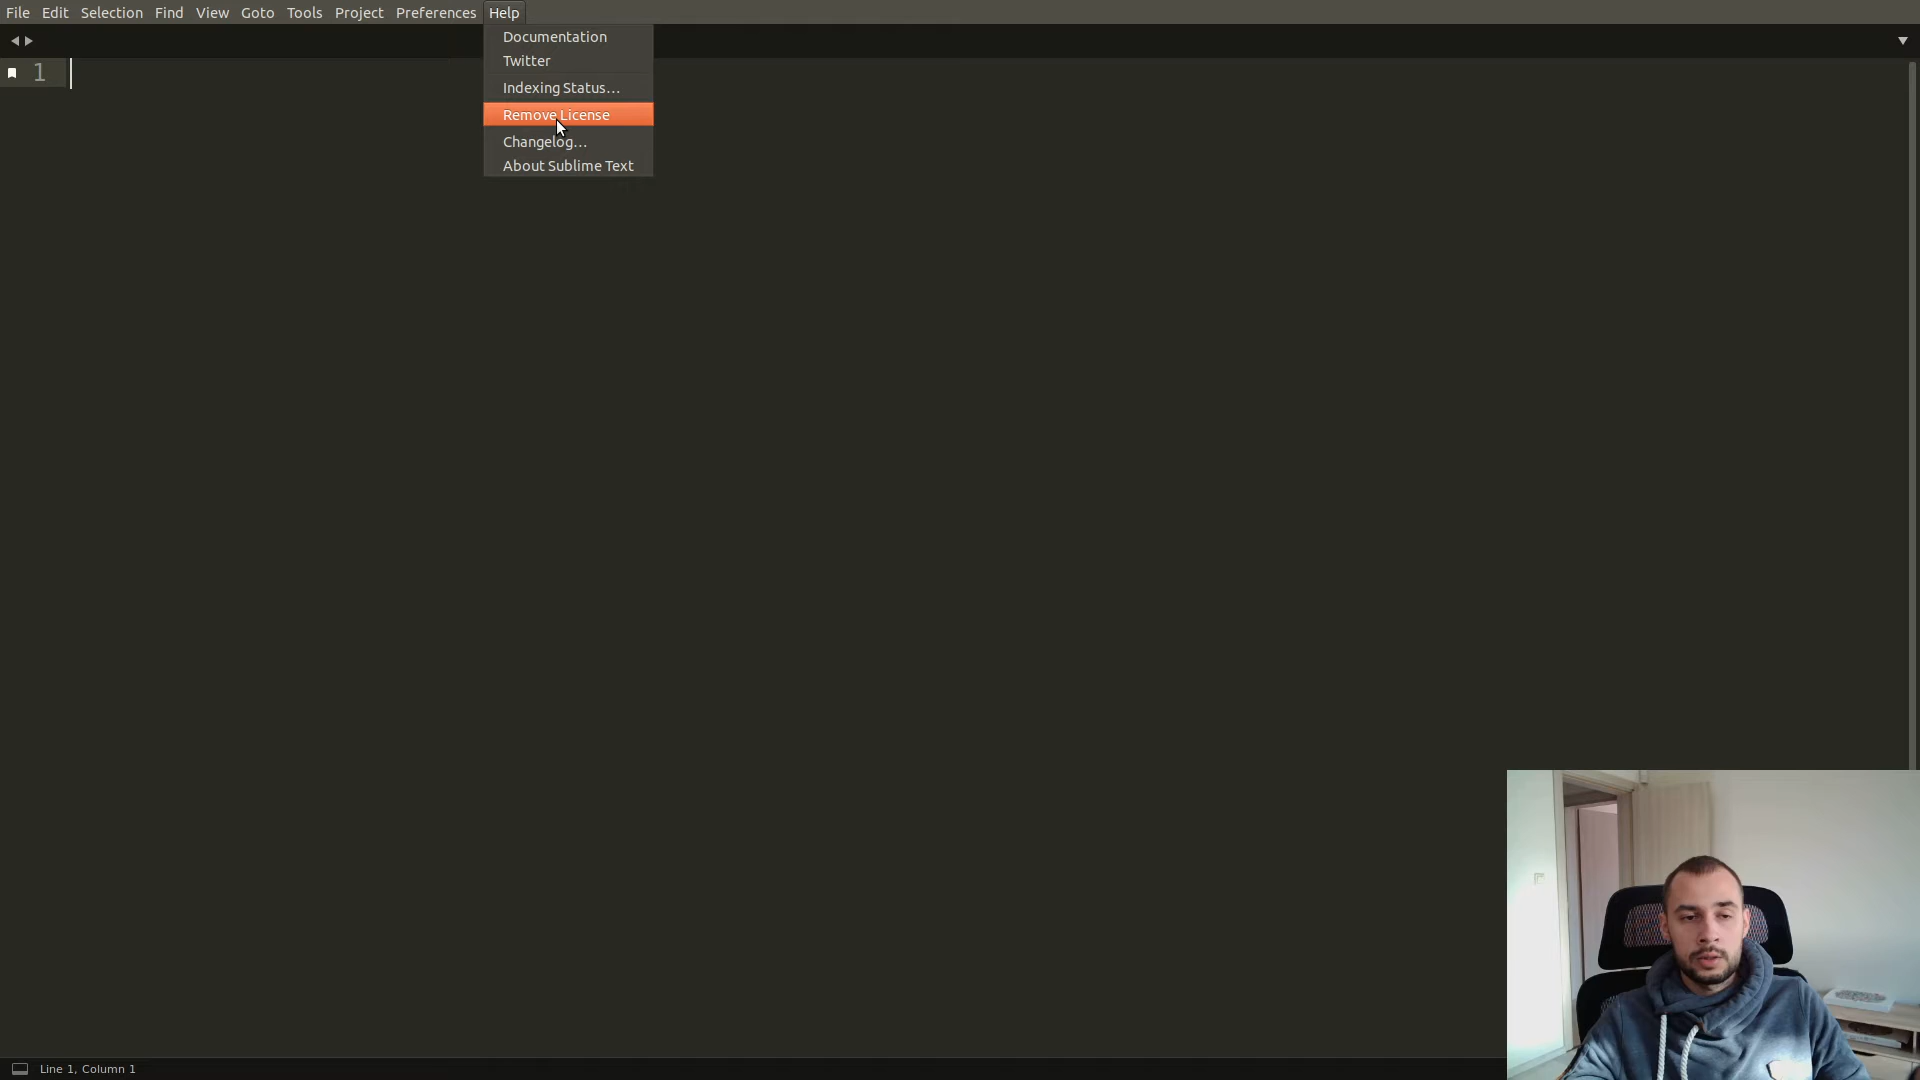 File Edit Selection Find View Goto Tools Project Preferences Help
Documentation
Twitter
Indexing Status...
Remove License
Changelog...
About Sublime Text
1
Line 1, Column 1